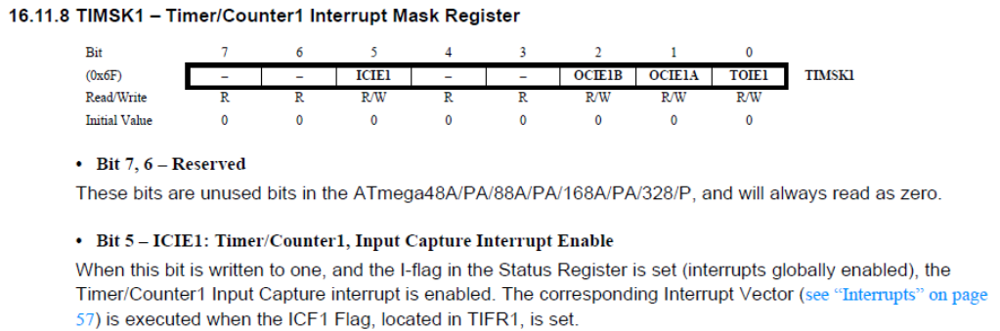 16.11.8 TIMSK1 – Timer/Counter1 Interrupt Mask Register
Bit 7 6 5 4 3 2 1 0
(0x6F) – – ICIE1 – – OCIE1B OCIE1A TOIE1 TIMSK1
Read/Write R R R/W R R R/W R/W R/W
Initial Value 0 0 0 0 0 0 0 0
• Bit 7, 6 – Reserved
These bits are unused bits in the ATmega48A/PA/88A/PA/168A/PA/328/P, and will always read as zero.
• Bit 5 – ICIE1: Timer/Counter1, Input Capture Interrupt Enable
When this bit is written to one, and the I-flag in the Status Register is set (interrupts globally enabled), the
Timer/Counter1 Input Capture interrupt is enabled. The corresponding Interrupt Vector (see “Interrupts” on page
57) is executed when the ICF1 Flag, located in TIFR1, is set.